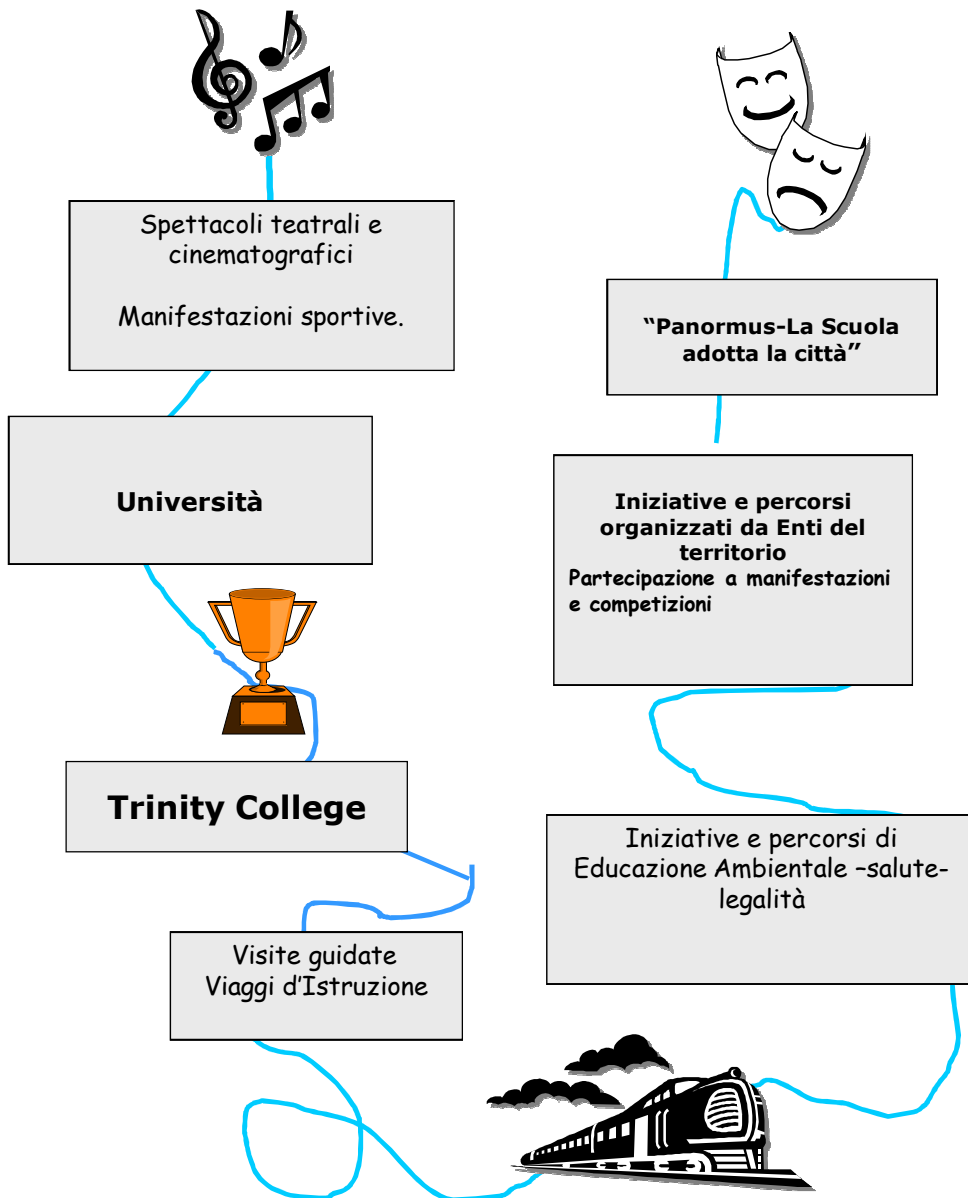 Spettacoli teatrali e
cinematografici
Manifestazioni sportive.
Università
Trinity College
Visite guidate
Viaggi d'Istruzione
“Panormus-La Scuola
adotta la città”
Iniziative e percorsi
organizzati da Enti del
territorio
Partecipazione a manifestazioni
e competizioni
Iniziative e percorsi di
Educazione Ambientale –salute-
legalità